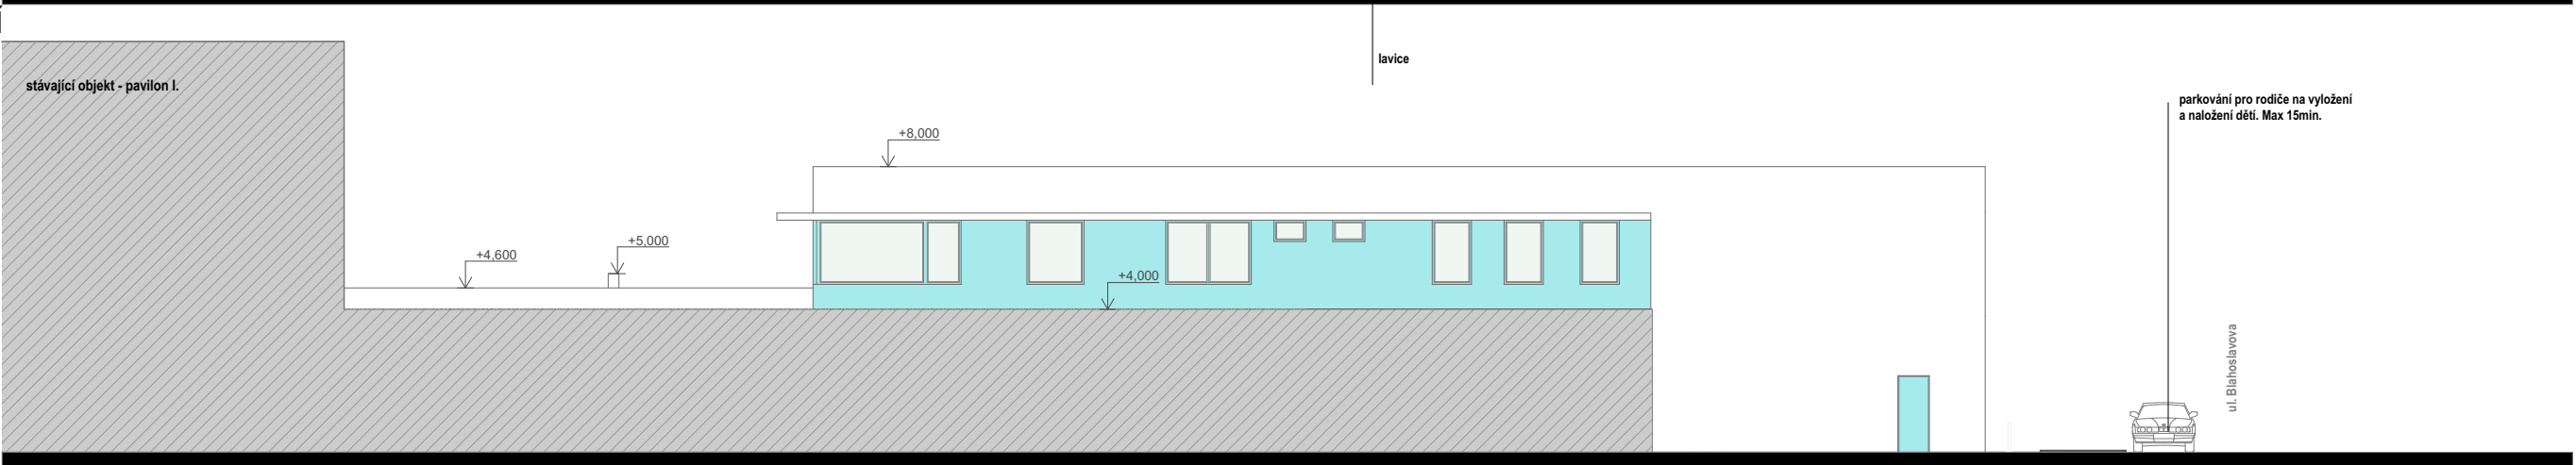 lavice
stávající objekt - pavilon I.
parkování pro rodiče na vyložení
a naložení dětí. Max 15min.
+8,000
+5,000
+4,600
+4,000
ul. Blahoslavova